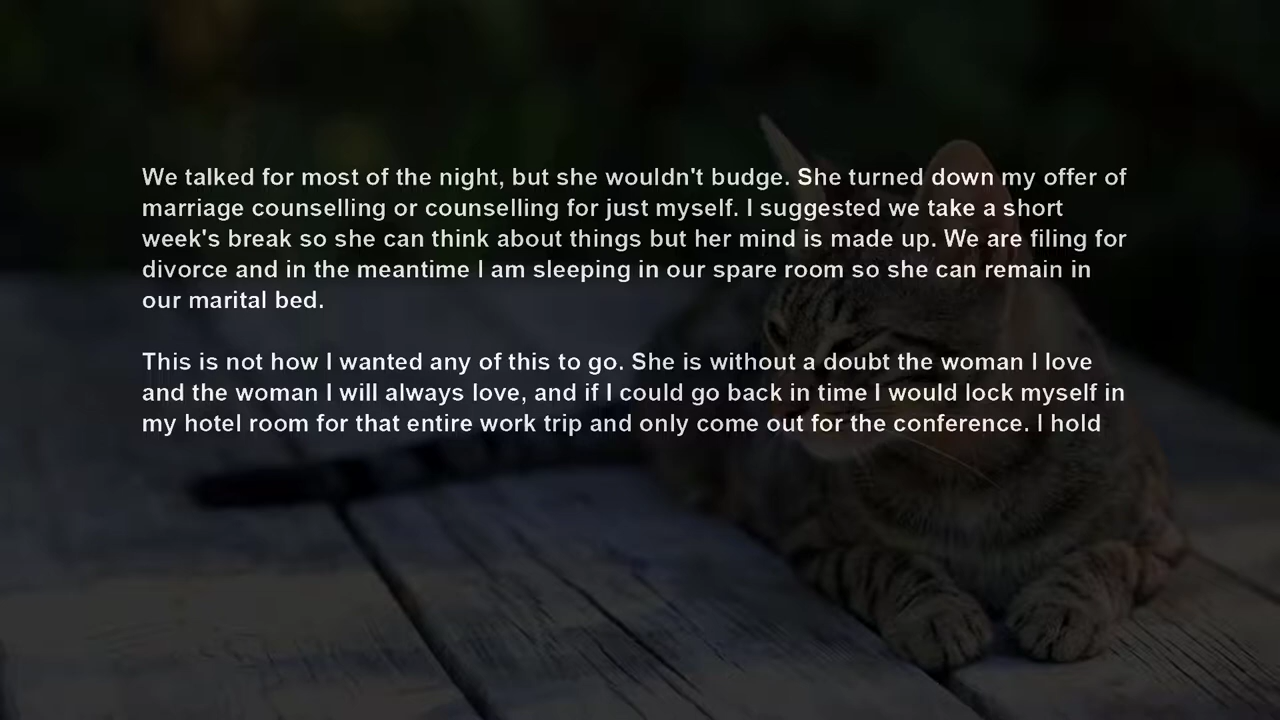 We talked for most of the night, but she wouldn't budge. She turned down my offer of
marriage counselling or counselling for just myself. I suggested we take a short
week's break so she can think about things but her mind is made up. We are filing for
divorce and in the meantime I am sleeping in our spare room so she can remain in
our marital bed.
This is not how I wanted any of this to go. She is without a doubt the woman I love
and the woman I will always love, and if I could go back in time I would lock myself in
my hotel room for that entire work trip and only come out for the conference. I hold